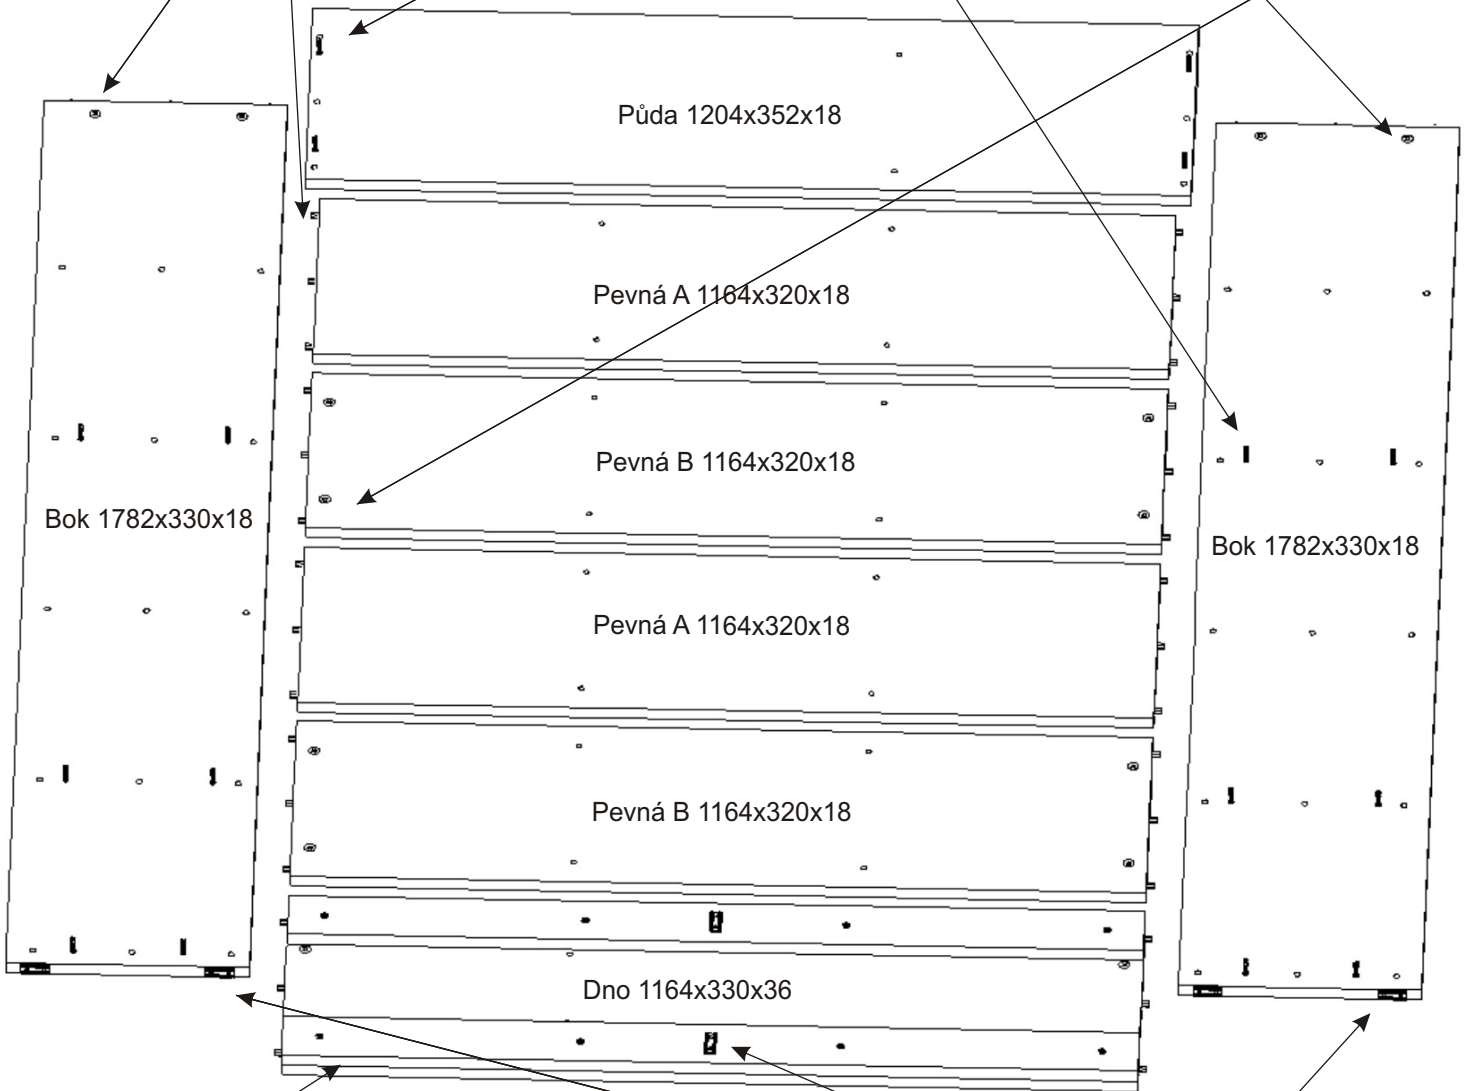 Půda 1204x352x18
Pevná A 1164x320x18
Pevná B 1164x320x18
Bok 1782x330x18
Bok 1782x330x18
Pevná A 1164x320x18
Pevná B 1164x320x18
Dno 1164x330x36